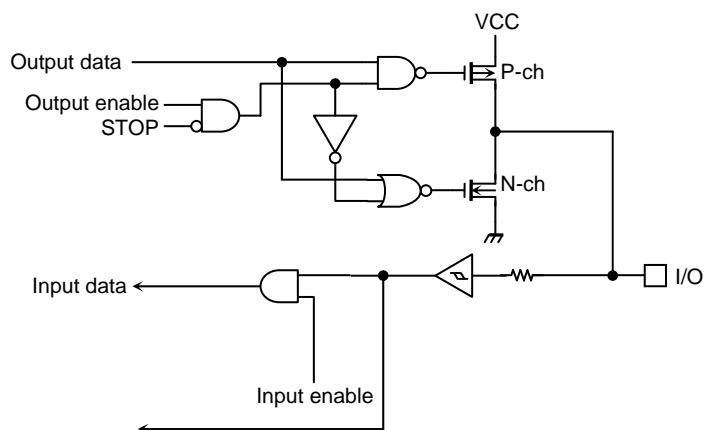 VCC
Output data
P-ch
Output enable
STOP
N-ch
Input data
I/O
Input enable